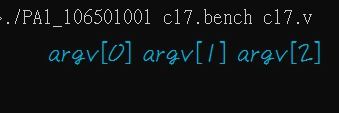 ./PA1_106501001 c17.bench c17.v
argv[0] argv[1] argv[2]